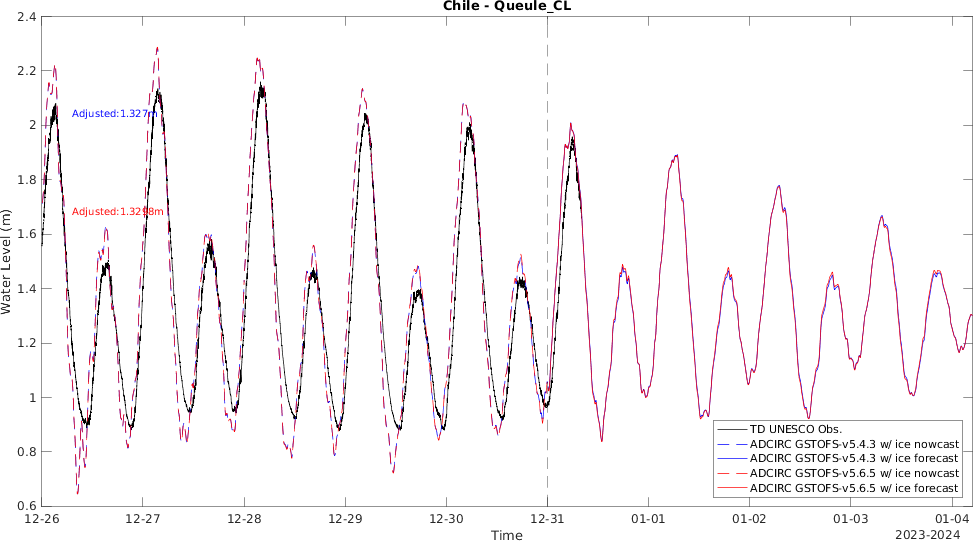 Chile - Queule_CL
2.4
2.2
2
1.8
1.6
1.4
1.2
1
0.8
0.6
Water Level (m)
Adjusted:1.327m
Adjusted:1.3298m
TD UNESCO Obs.
ADCIRC GSTOFS-v5.4.3 w/ ice nowcast
ADCIRC GSTOFS-v5.4.3 w/ ice forecast
ADCIRC GSTOFS-v5.6.5 w/ ice nowcast
ADCIRC GSTOFS-v5.6.5 w/ ice forecast
12-26 12-27 12-28 12-29 12-30 12-31 01-01 01-02 01-03 01-04
Time
2023-2024